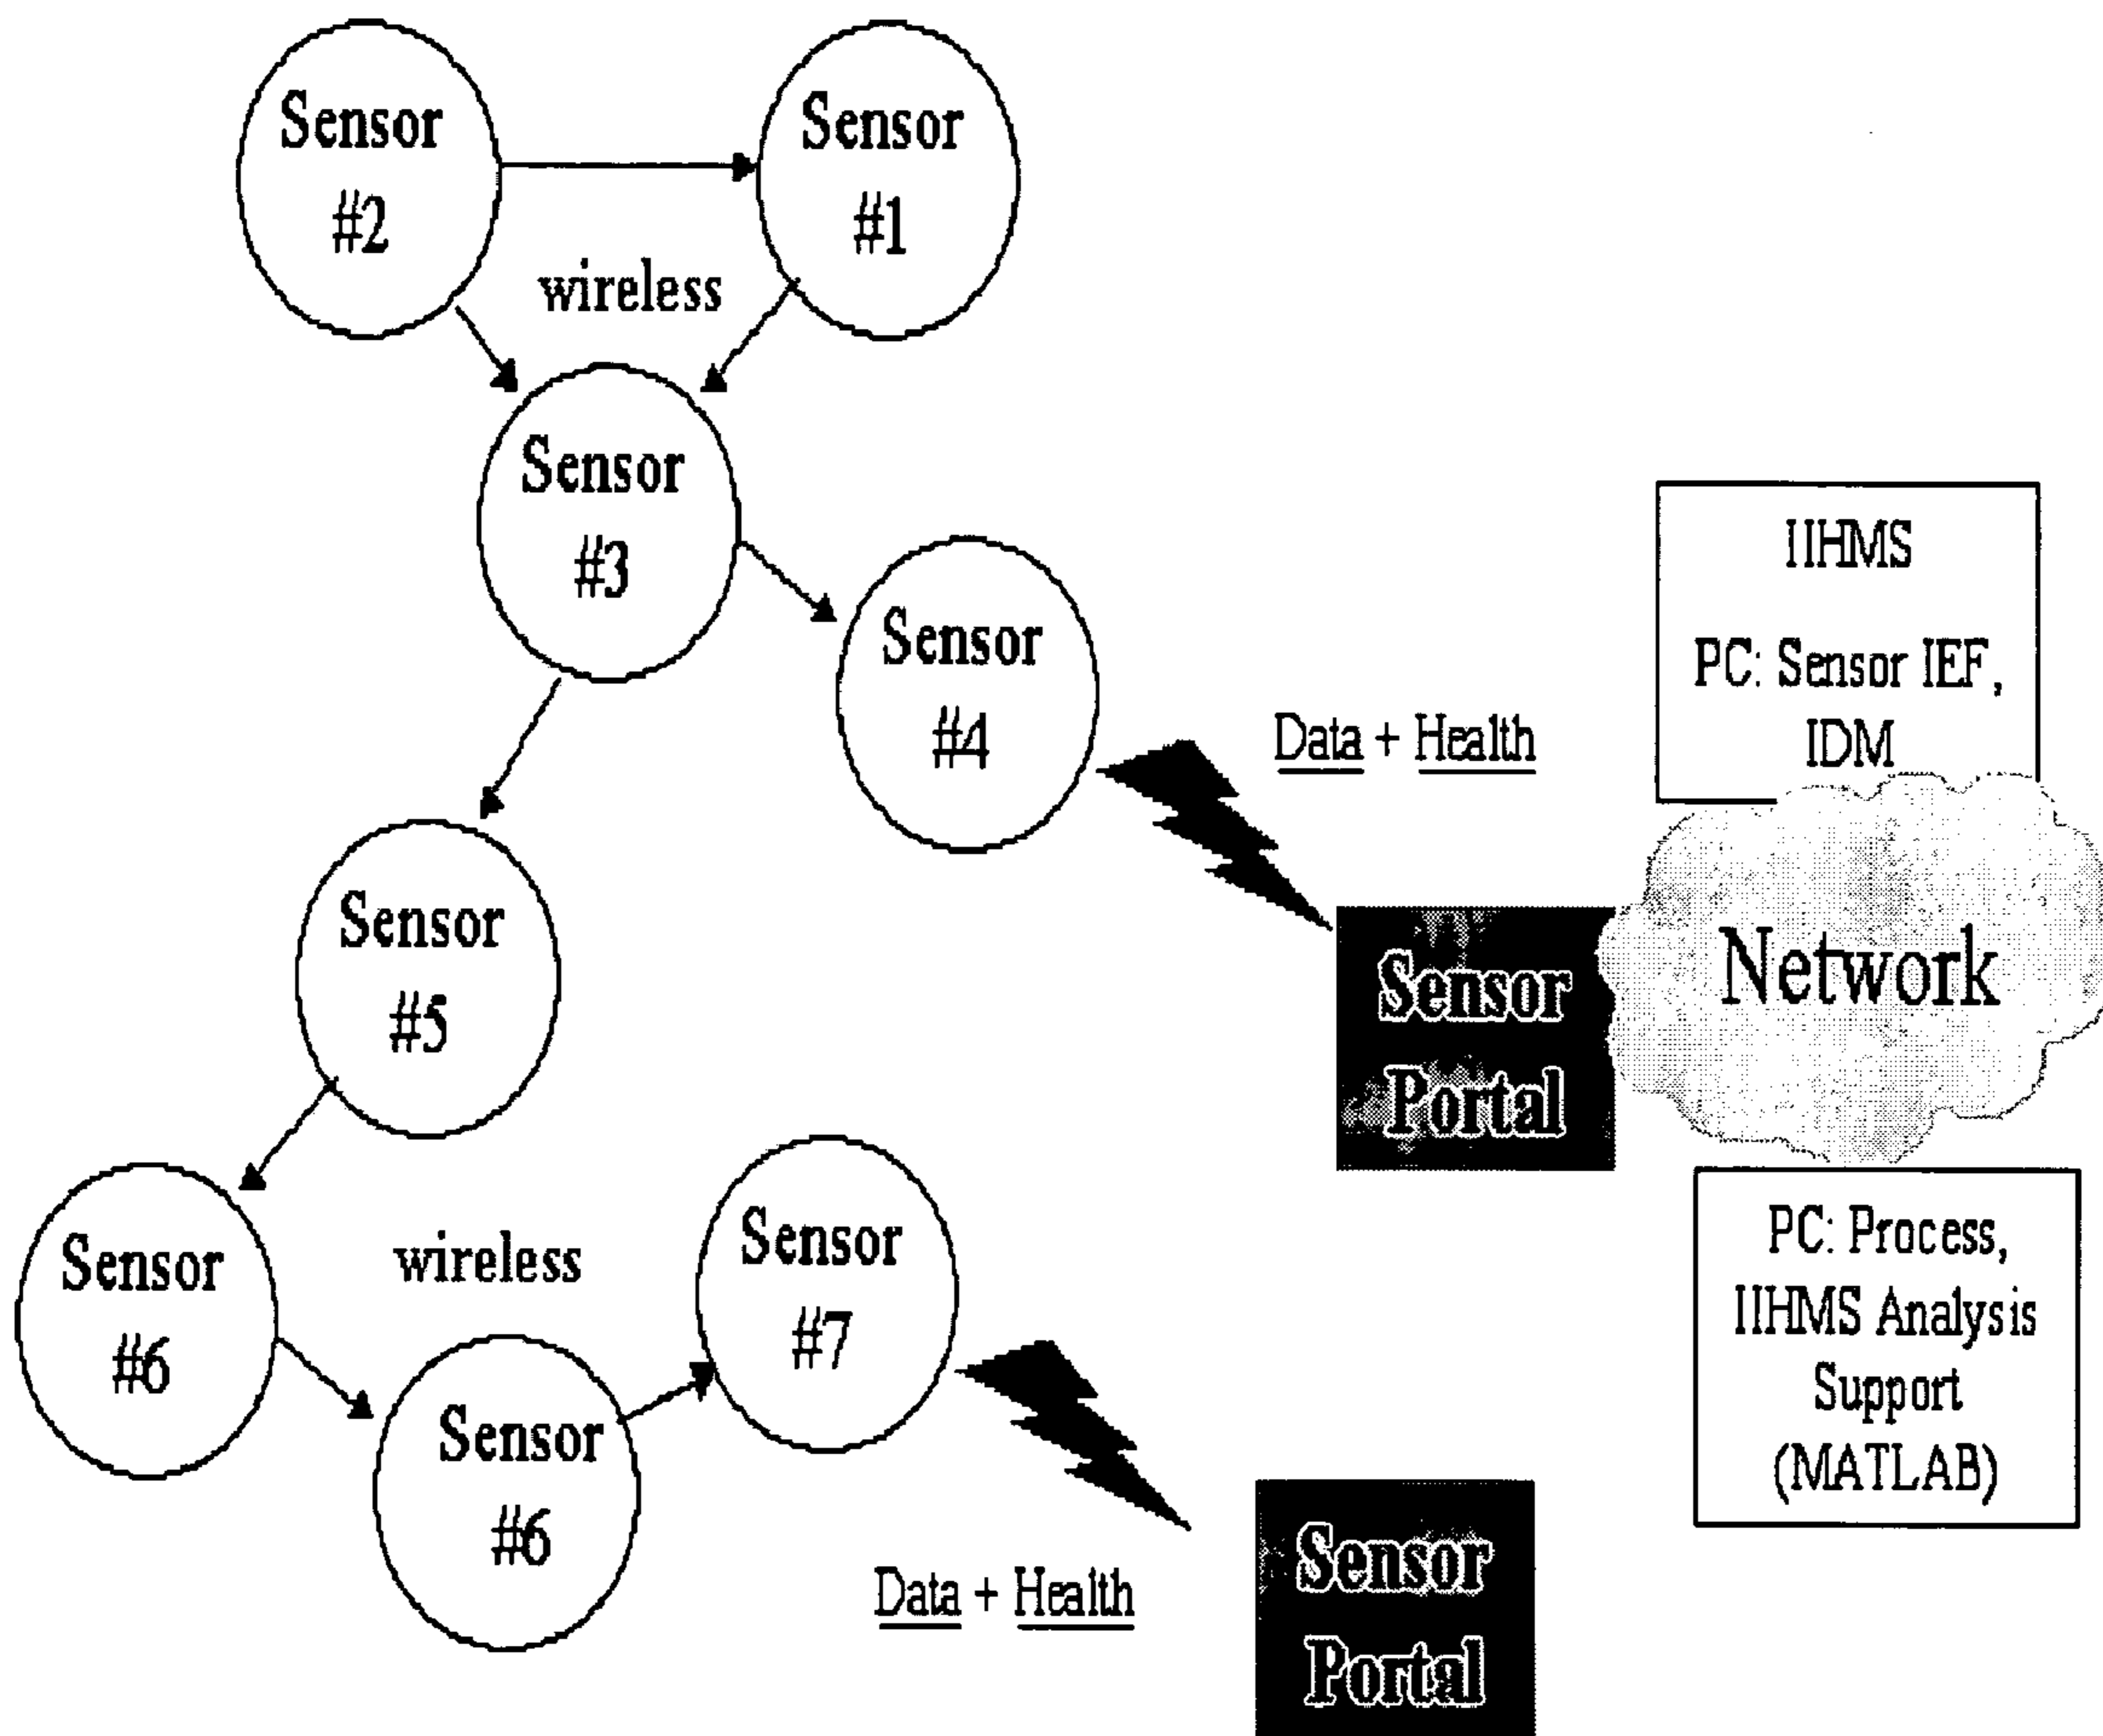 Sensor
#2
Sensor
#1
wireless
Sensor
#3
Sensor
#4
Data + Health
IIHMS
PC: Sensor IEF,
IDM
Network
Sensor
Portal
Sensor
#5
Sensor
#6
wireless
Sensor
#6
Sensor
#7
PC: Process,
IIHMS Analysis
Support
(MATLAB)
Data + Health
Sensor
Portal